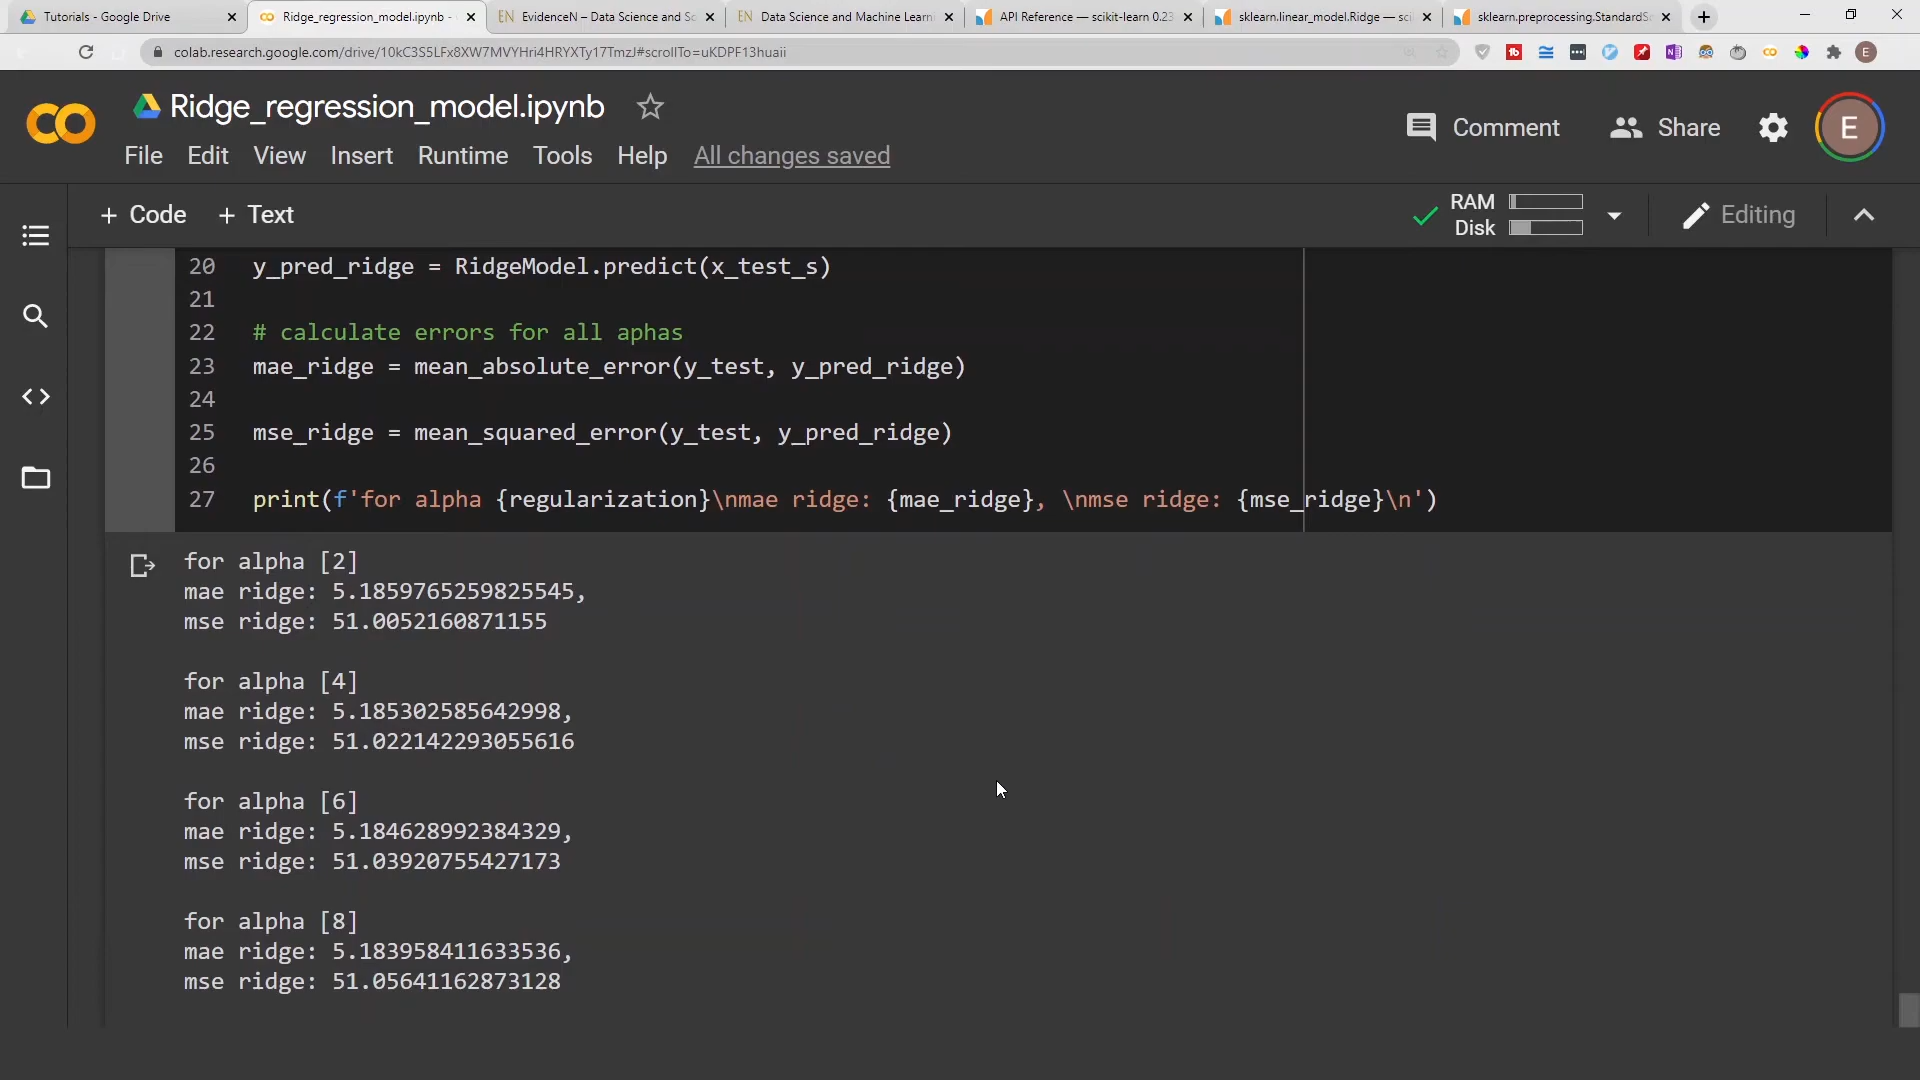 Tutorials - Google Drive
Ridge_regression_model.ipynb -
EN EvidenceN – Data Science and Sc
EN Data Science and Machine Learni
API Reference — scikit-learn 0.23
sklearn.linear_model.Ridge — sci
sklearn.preprocessing.StandardS
colab.research.google.com/drive/10kC3S5LFx8XW7MVYHri4HRYXTy17TmzJ#scrollTo=uKDPF13huaii
Ridge_regression_model.ipynb
Comment
Share
E
File Edit View Insert Runtime Tools Help All changes saved
+ Code + Text
RAM
Disk
Editing
20 y_pred_ridge = RidgeModel.predict(x_test_s)
21
22 # calculate errors for all aphas
23 mae_ridge = mean_absolute_error(y_test, y_pred_ridge)
24
25 mse_ridge = mean_squared_error(y_test, y_pred_ridge)
26
27 print(f'for alpha {regularization}\nmae ridge: {mae_ridge}, \nmse ridge: {mse_ridge}\n')
for alpha [2]
mae ridge: 5.1859765259825545,
mse ridge: 51.0052160871155
for alpha [4]
mae ridge: 5.185302585642998,
mse ridge: 51.022142293055616
for alpha [6]
mae ridge: 5.184628992384329,
mse ridge: 51.03920755427173
for alpha [8]
mae ridge: 5.183958411633536,
mse ridge: 51.05641162873128